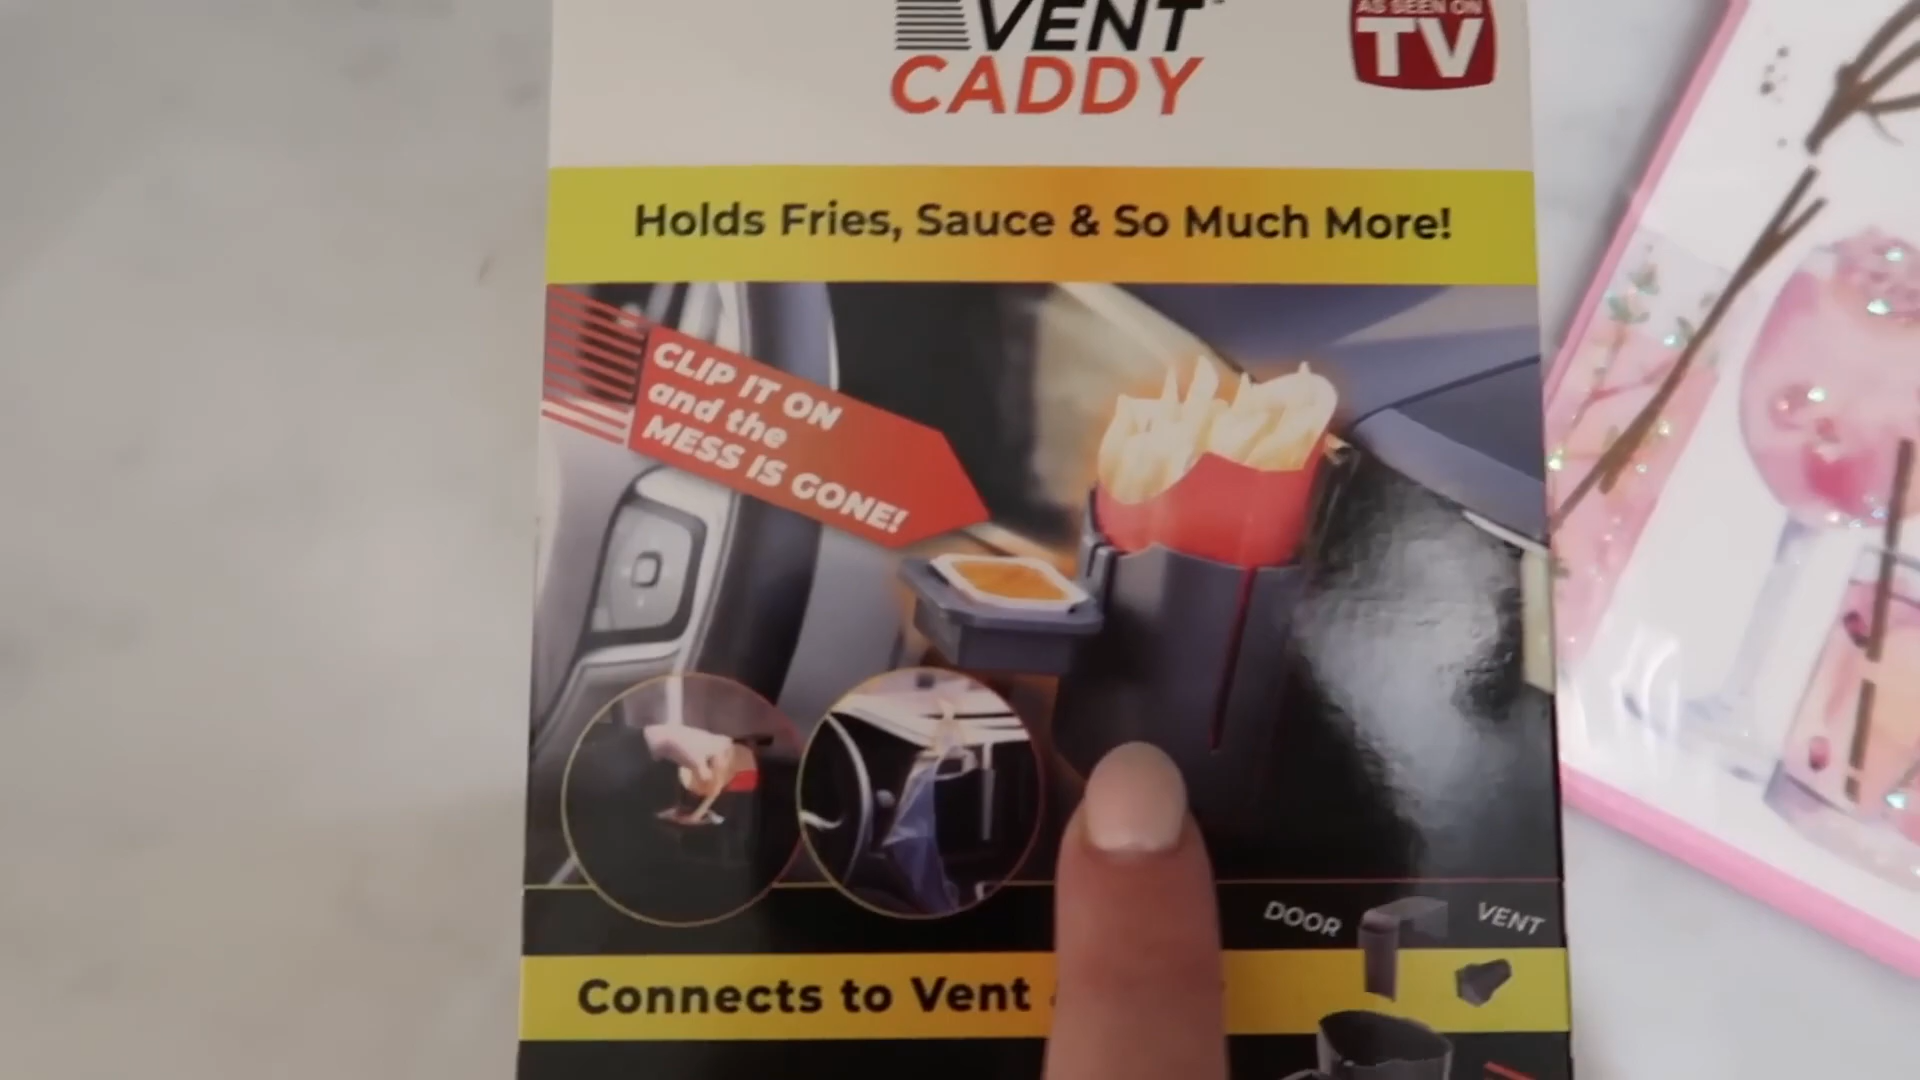 VENT
CADDY
AS SEEN ON
TV
Holds Fries, Sauce & So Much More!
CLIP IT ON
and the
MESS IS GONE!
DOOR
VENT
Connects to Vent